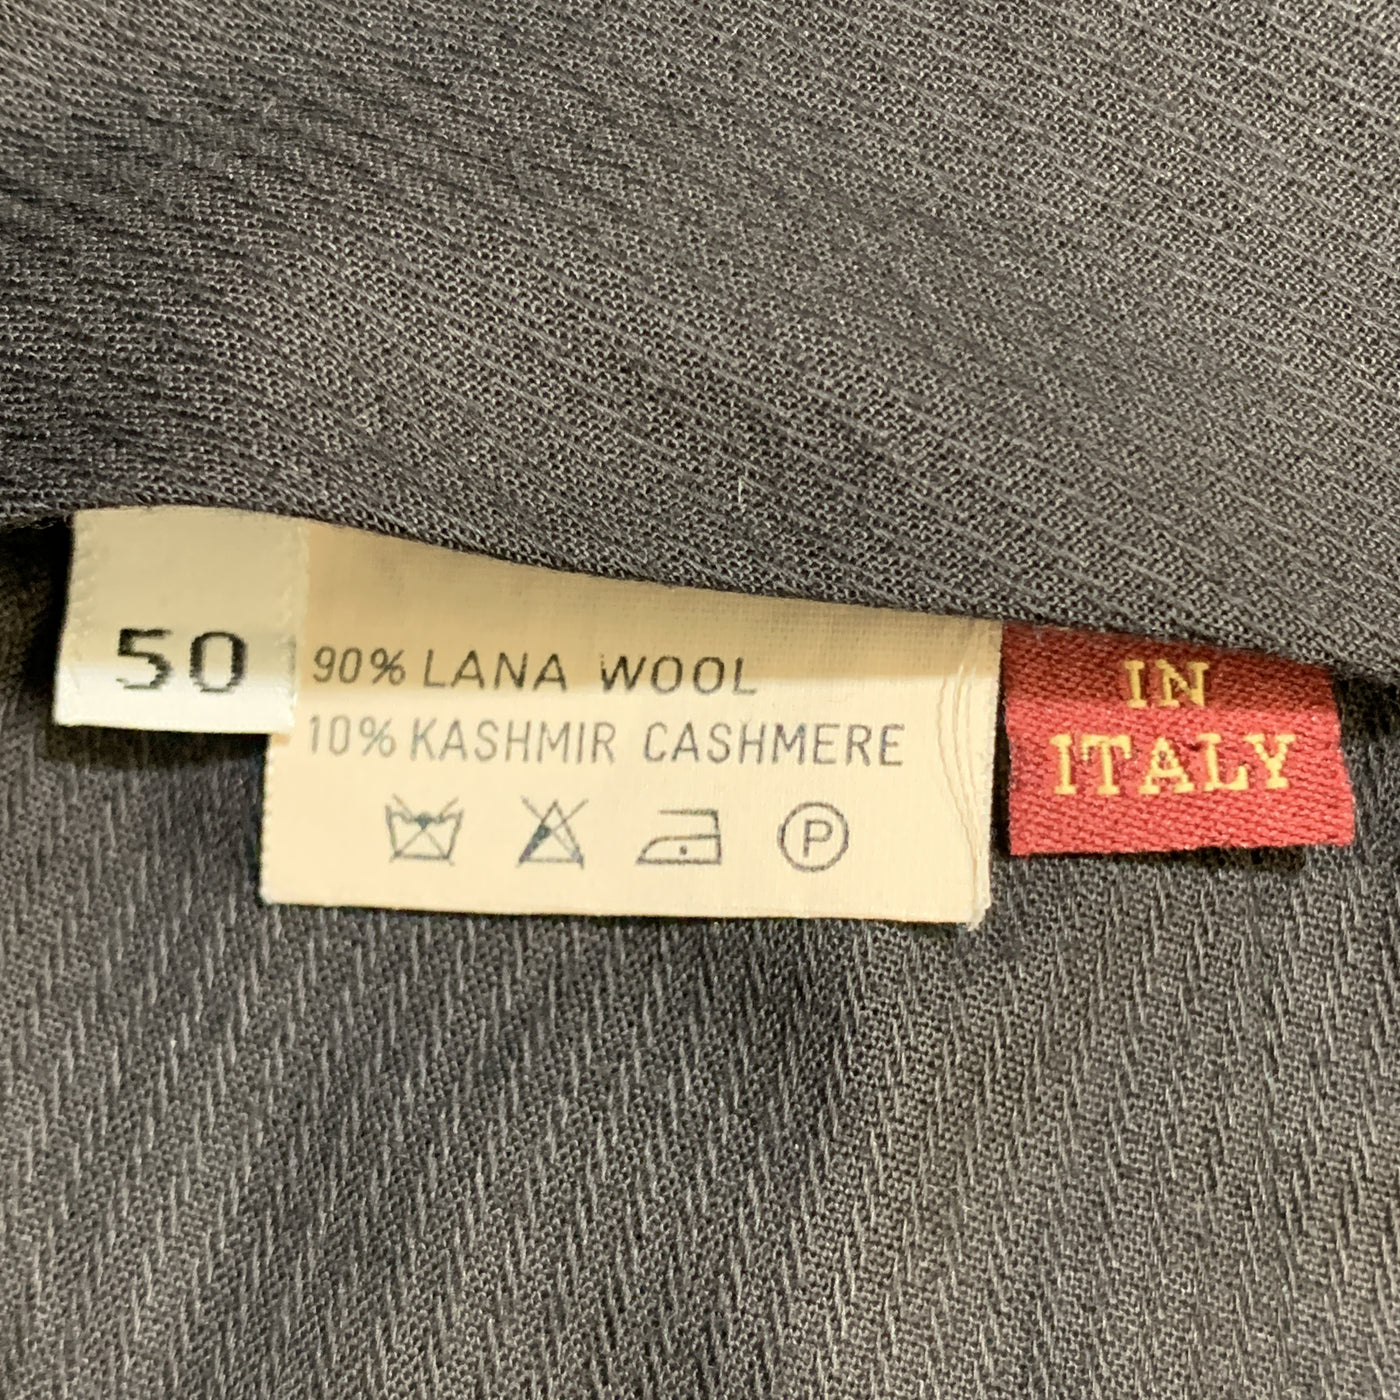 50
90% LANA WOOL
10% KASHMIR CASHMERE
P
IN
ITALY